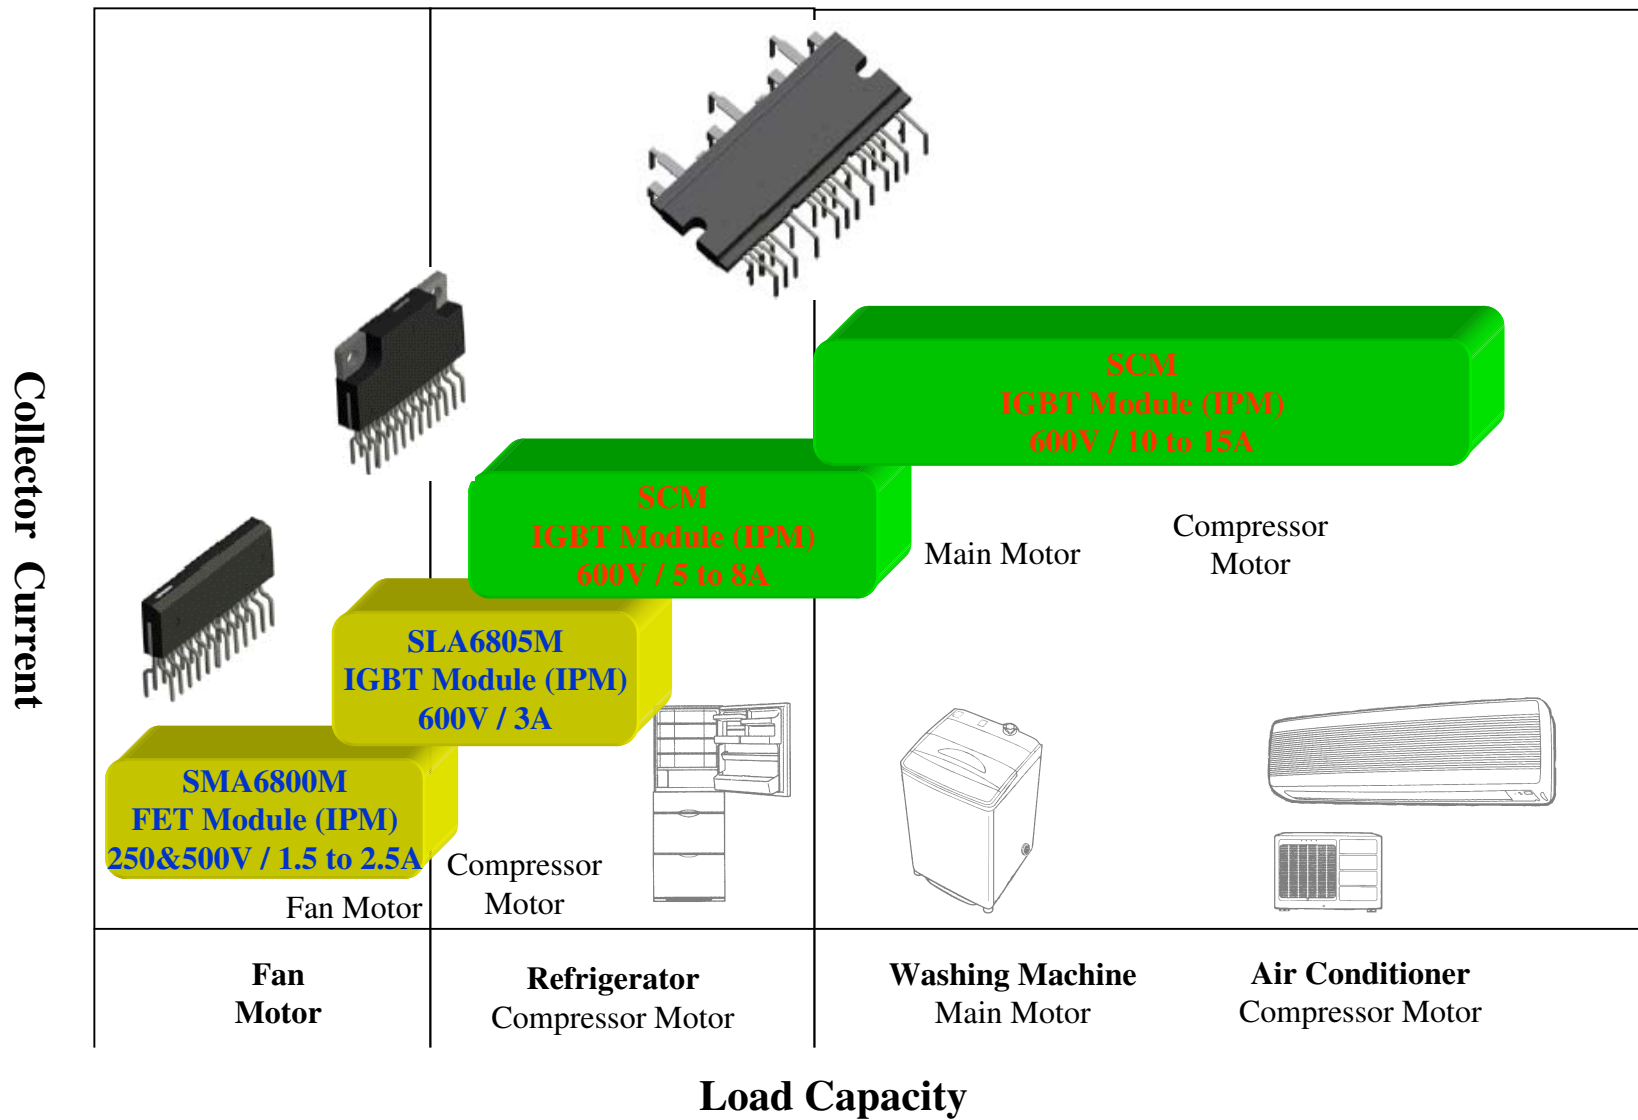 Collector Current
SCM
IGBT Module (IPM)
600V / 10 to 15A
SCM
IGBT Module (IPM)
600V / 5 to 8A
Main Motor
Compressor
Motor
SLA6805M
IGBT Module (IPM)
600V / 3A
SMA6800M
FET Module (IPM)
250&500V / 1.5 to 2.5A
Fan Motor
Compressor
Motor
Fan
Motor
Refrigerator
Compressor Motor
Washing Machine
Main Motor
Air Conditioner
Compressor Motor
Load Capacity